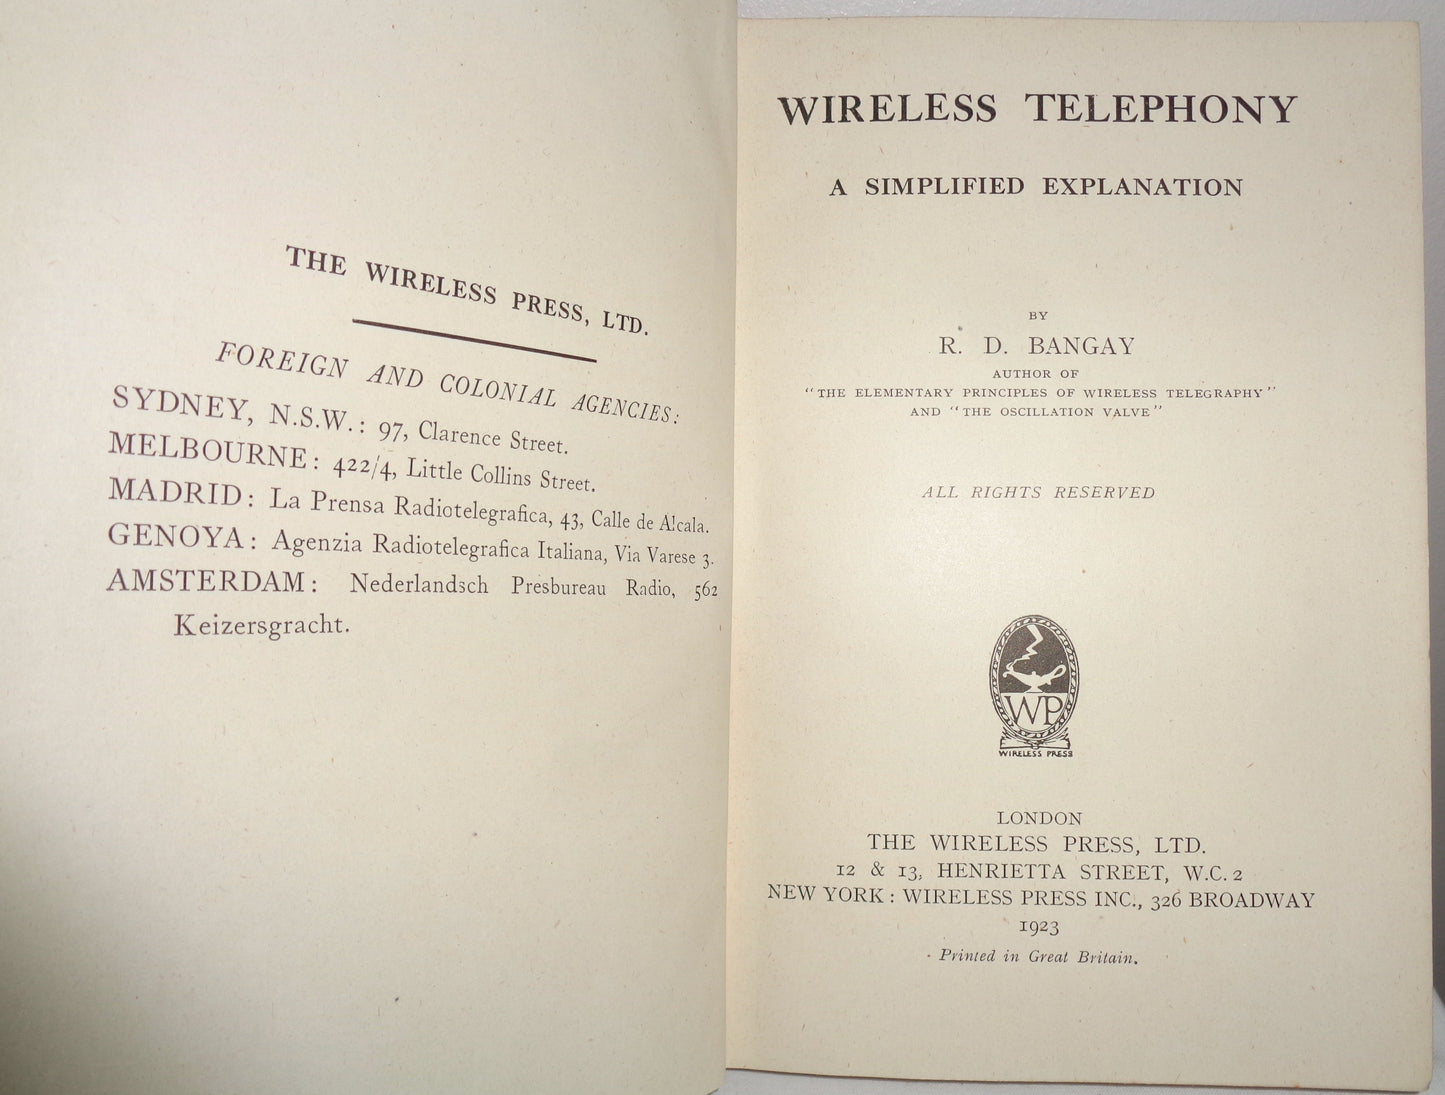 THE WIRELESS PRESS, LTD.
FOREIGN AND COLONIAL AGENCIES:
SYDNEY, N.S.W.: 97, Clarence Street.
MELBOURNE: 422/4, Little Collins Street.
MADRID: La Prensa Radiotelegrafica, 43, Calle de Alcala.
GENOYA: Agenzia Radiotelegrafica Italiana, Via Varese 3.
AMSTERDAM: Nederlandsch Presbureau Radio, 562
Keizersgracht.
WIRELESS TELEPHONY
A SIMPLIFIED EXPLANATION
BY
R. D. BANGAY
AUTHOR OF
"THE ELEMENTARY PRINCIPLES OF WIRELESS TELEGRAPHY"
AND "THE OSCILLATION VALVE"
ALL RIGHTS RESERVED
WP
WIRELESS PRESS
LONDON
THE WIRELESS PRESS, LTD.
12 & 13, HENRIETTA STREET, W.C. 2
NEW YORK: WIRELESS PRESS INC., 326 BROADWAY
1923
Printed in Great Britain.